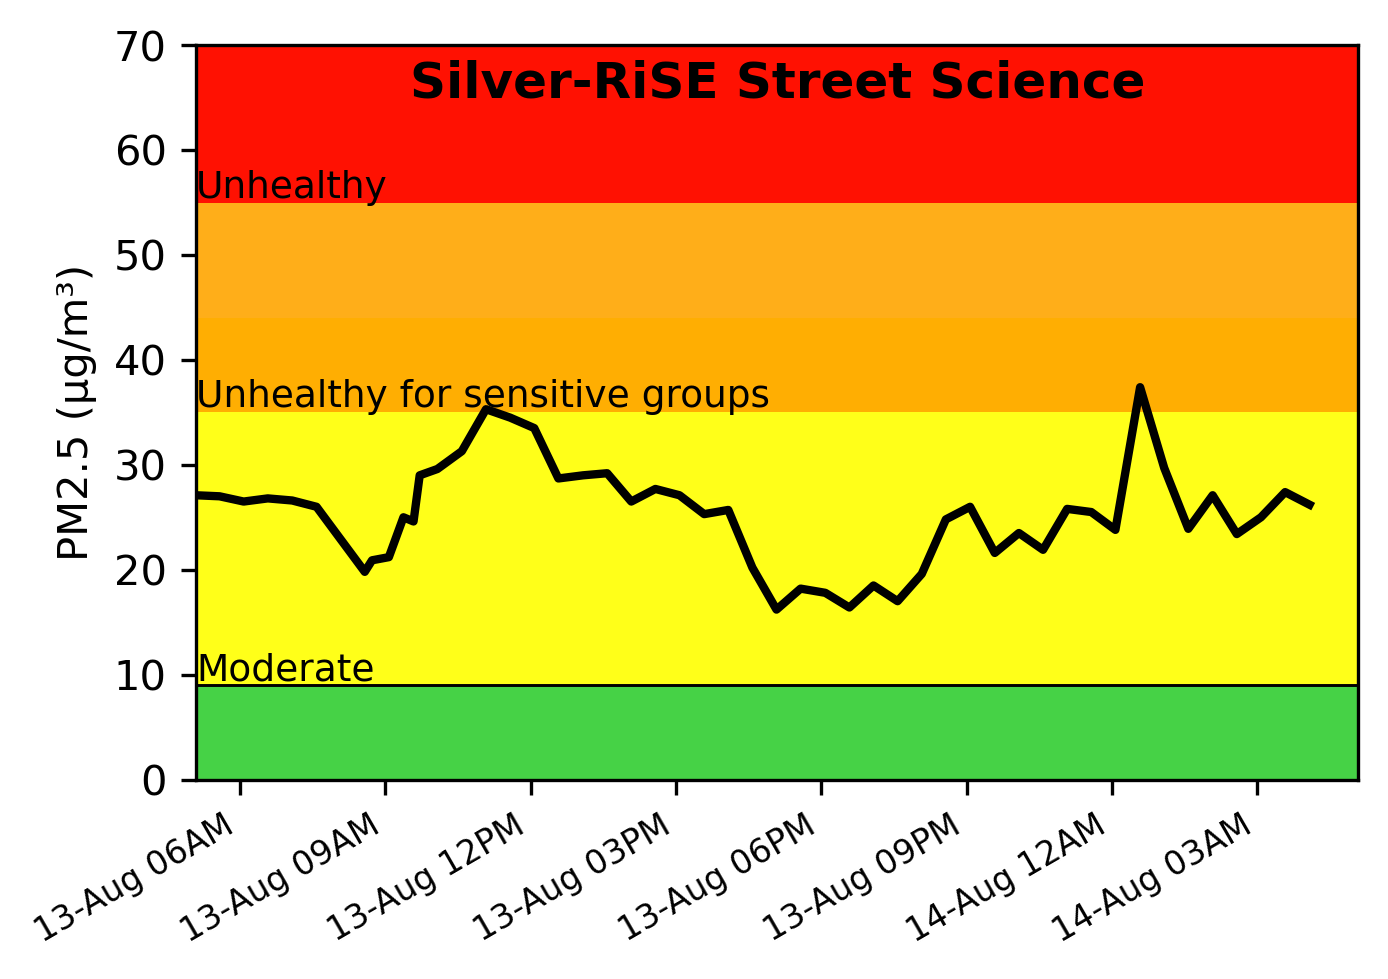 Silver-RiSE Street Science
70
60
50
40
30
20
10
0
PM2.5 (µg/m³)
Unhealthy
Unhealthy for sensitive groups
Moderate
13-Aug 06AM
13-Aug 09AM
13-Aug 12PM
13-Aug 03PM
13-Aug 06PM
13-Aug 09PM
14-Aug 12AM
14-Aug 03AM